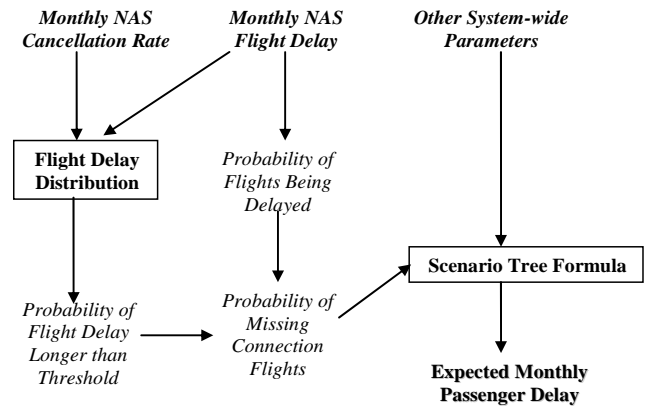 Monthly NAS
Cancellation Rate
Monthly NAS
Flight Delay
Other System-wide
Parameters
Flight Delay
Distribution
Probability of
Flights Being
Delayed
Scenario Tree Formula
Probability of
Flight Delay
Longer than
Threshold
Probability of
Missing
Connection
Flights
Expected Monthly
Passenger Delay